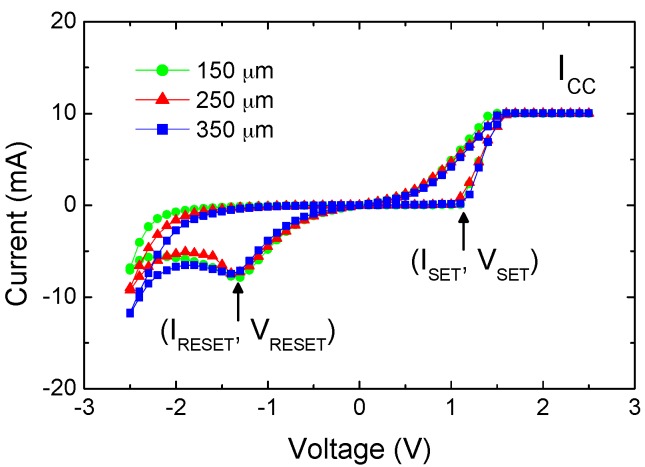 20
10
0
-10
-20
Current (mA)
150 μm
250 μm
350 μm
I_CC
(I_SET, V_SET)
(I_RESET, V_RESET)
-3 -2 -1 0 1 2 3
Voltage (V)